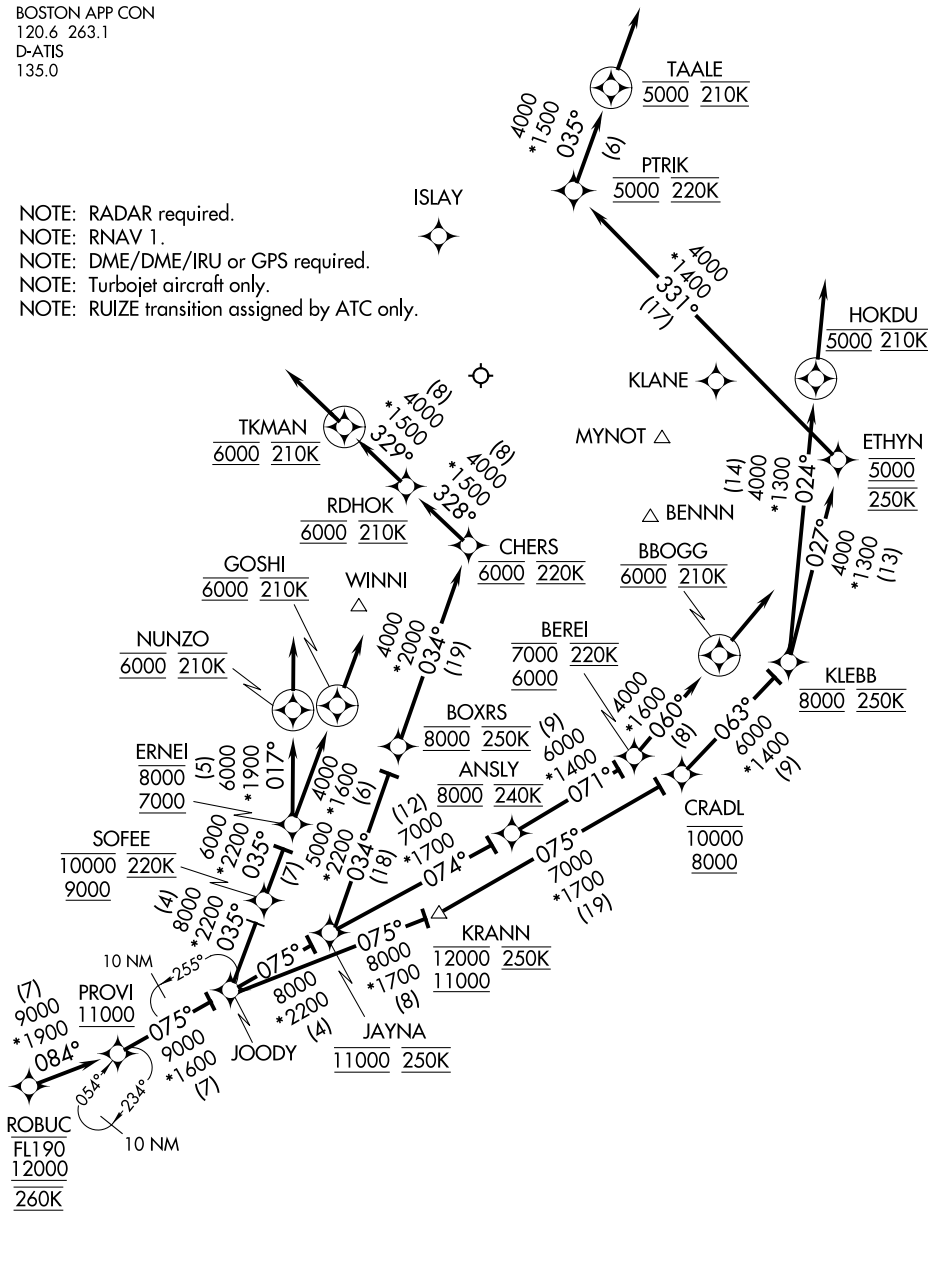 BOSTON APP CON
120.6 263.1
D-ATIS
135.0
TAALE
5000 210K
4000
*1500
035°
(6)
PTRIK
5000 220K
ISLAY
NOTE: RADAR required.
NOTE: RNAV 1.
NOTE: DME/DME/IRU or GPS required.
NOTE: Turbojet aircraft only.
NOTE: RUIZE transition assigned by ATC only.
4000
*1400
331°
(17)
HOKDU
5000 210K
KLANE
MYNOT
ETHYN
5000
250K
(14)
4000
*1300
024°
027°
4000
*1300
(13)
TKMAN
6000 210K
(8)
4000
*1500
329°
RDHOK
6000 210K
(8)
4000
*1500
328°
CHERS
6000 220K
BENNN
BBOGG
6000 210K
GOSHI
6000 210K
WINNI
NUNZO
6000 210K
4000
*2000
034°
(19)
BEREI
7000 220K
6000
4000
*1600
060°
(8)
KLEBB
8000 250K
063°
6000
*1400
(9)
BOXRS
8000 250K
ERNEI
8000
7000
(5)
6000
*1900
017°
4000
*1600
(6)
ANSLY
8000 240K
(9)
6000
*1400
071°
CRADL
10000
8000
SOFEE
10000 220K
9000
6000
*2200
035°
(7)
5000
*2200
034°
(18)
(12)
7000
*1700
074°
075°
7000
*1700
(19)
(4)
8000
*2200
035°
KRANN
12000 250K
11000
075°
8000
*1700
(8)
075°
8000
*2200
(4)
JAYNA
11000 250K
JOODY
10 NM
255°
PROVI
11000
075°
9000
*1600
(7)
(7)
9000
*1900
084°
054°
234°
10 NM
ROBUC
FL190
12000
260K